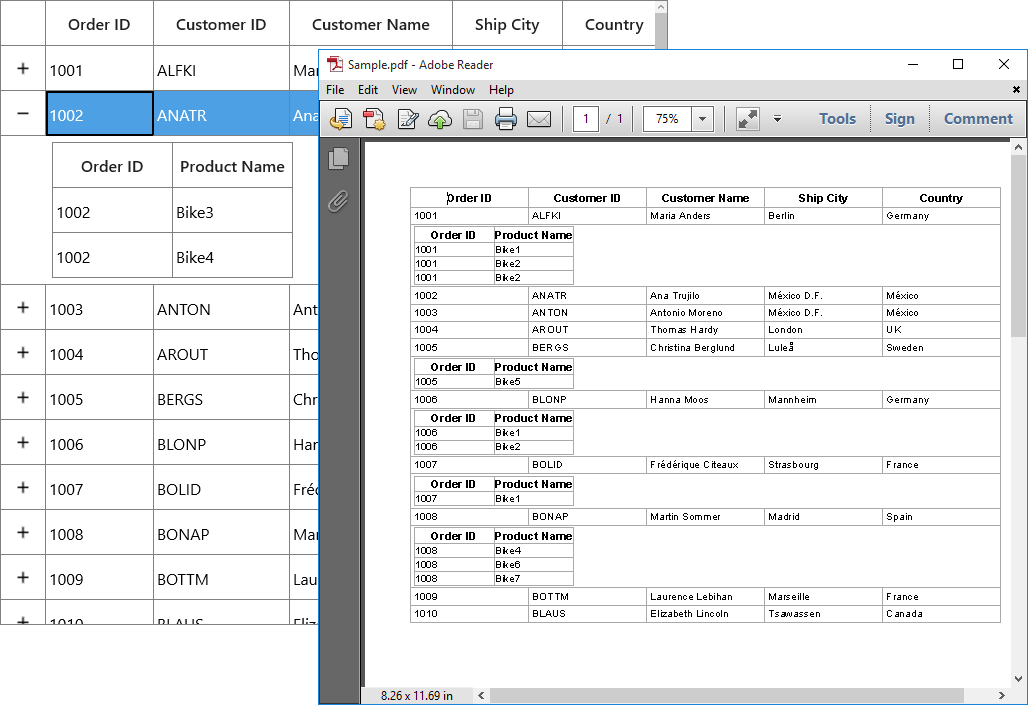 Order ID Customer ID Customer Name Ship City Country
+ 1001 ALFKI Mar
− 1002 ANATR Ana
Order ID Product Name
1002 Bike3
1002 Bike4
+ 1003 ANTON Ant
+ 1004 AROUT Tho
+ 1005 BERGS Chr
+ 1006 BLONP Har
+ 1007 BOLID Fréd
+ 1008 BONAP Mar
+ 1009 BOTTM Lau
+ 1010 BLAUS Eliz
Sample.pdf - Adobe Reader
File Edit View Window Help
1 / 1 75% Tools Sign Comment
Order ID Customer ID Customer Name Ship City Country
1001 ALFKI Maria Anders Berlin Germany
Order ID Product Name
1001 Bike1
1001 Bike2
1001 Bike2
1002 ANATR Ana Trujilo México D.F. México
1003 ANTON Antonio Moreno México D.F. México
1004 AROUT Thomas Hardy London UK
1005 BERGS Christina Berglund Luleå Sweden
Order ID Product Name
1005 Bike5
1006 BLONP Hanna Moos Mannheim Germany
Order ID Product Name
1006 Bike1
1006 Bike2
1007 BOLID Frédérique Citeaux Strasbourg France
Order ID Product Name
1007 Bike1
1008 BONAP Martin Sommer Madrid Spain
Order ID Product Name
1008 Bike4
1008 Bike6
1008 Bike7
1009 BOTTM Laurence Lebihan Marseille France
1010 BLAUS Elizabeth Lincoln Tsawassen Canada
8.26 x 11.69 in